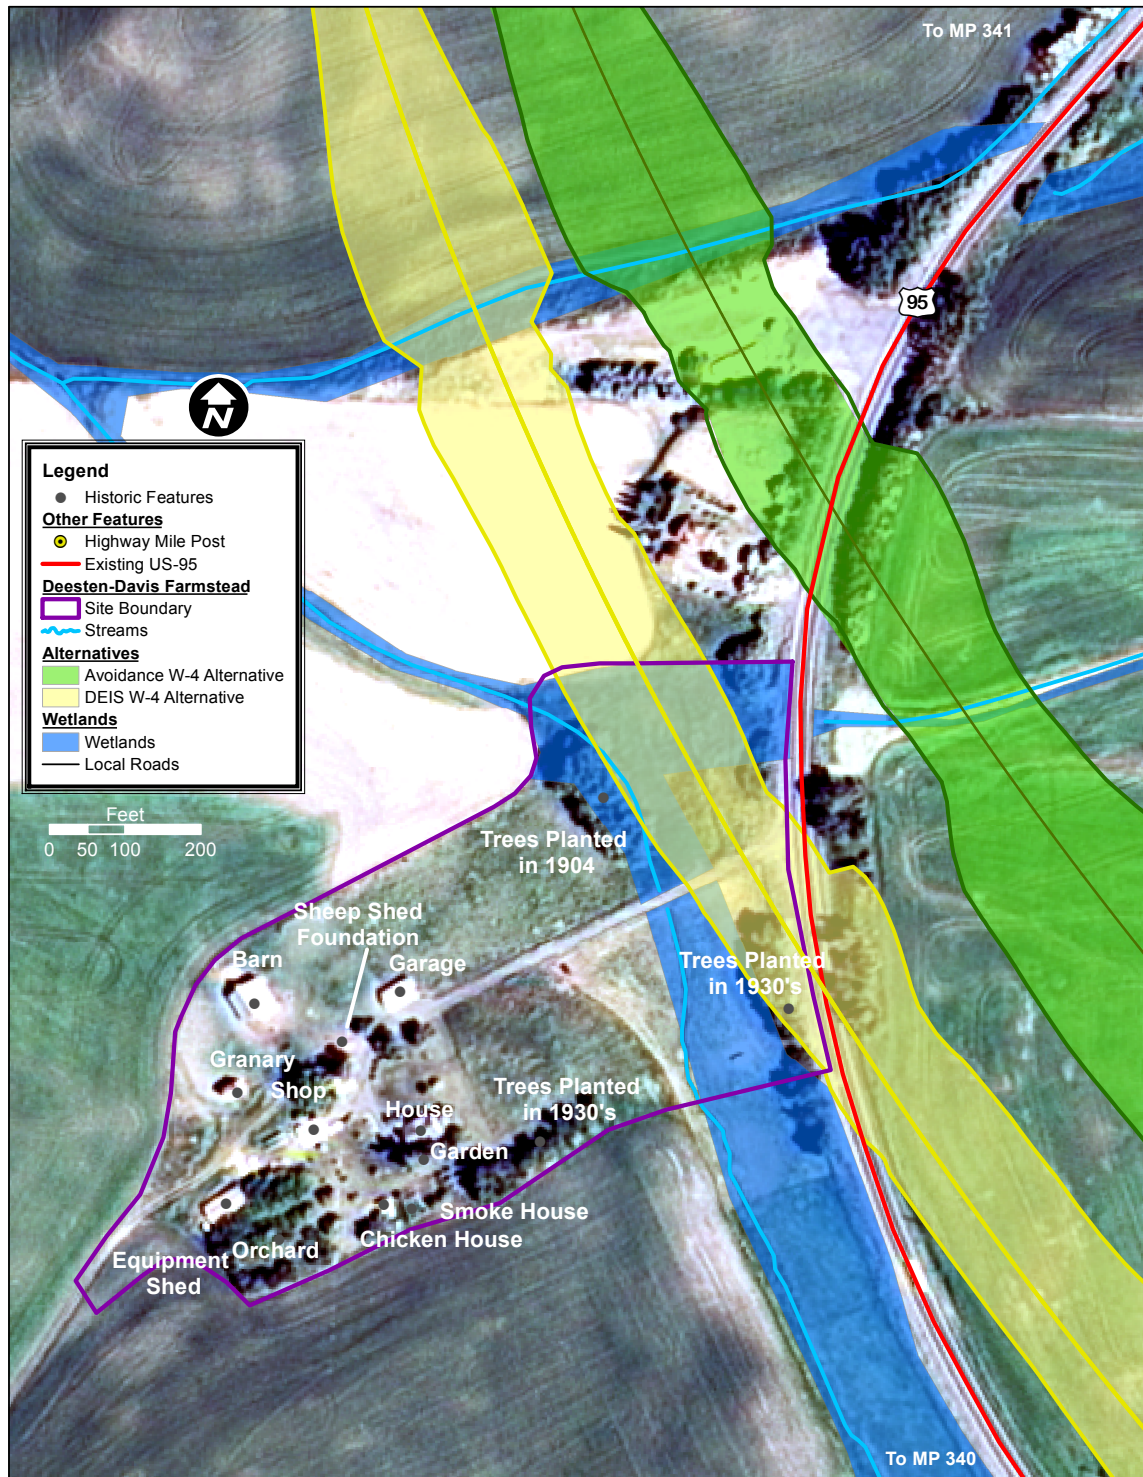 To MP 341
95
N
Legend
Historic Features
Other Features
Highway Mile Post
Existing US-95
Deesten-Davis Farmstead
Site Boundary
Streams
Alternatives
Avoidance W-4 Alternative
DEIS W-4 Alternative
Wetlands
Wetlands
Local Roads
Feet
0 50 100 200
Trees Planted
in 1904
Sheep Shed
Foundation
Barn
Garage
Trees Planted
in 1930's
Granary
Shop
Trees Planted
in 1930's
House
Garden
Smoke House
Chicken House
Orchard
Equipment
Shed
To MP 340